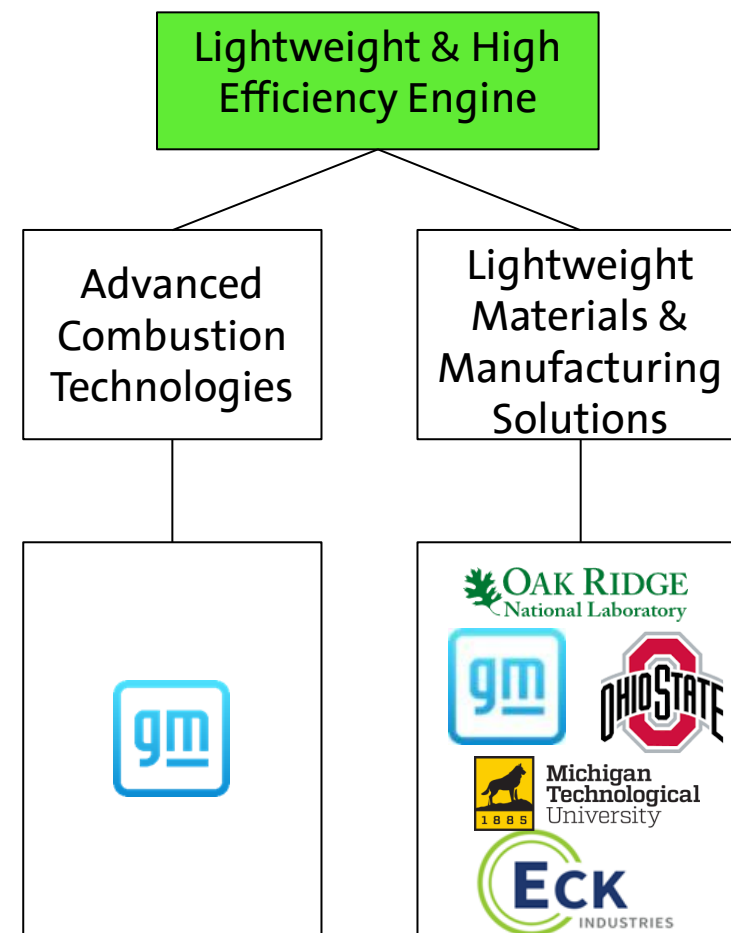 Lightweight & High
Efficiency Engine
Advanced
Combustion
Technologies
Lightweight
Materials &
Manufacturing
Solutions
gm
OAK RIDGE
National Laboratory
gm
OHIO STATE
Michigan
Technological
University
1885
ECK
INDUSTRIES